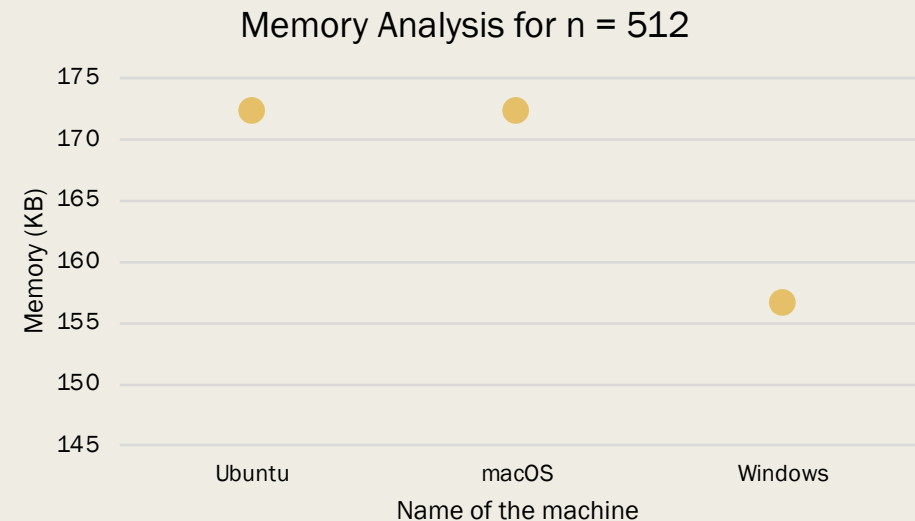 Memory Analysis for n = 512
175
170
165
160
155
150
145
Memory (KB)
Ubuntu macOS Windows
Name of the machine